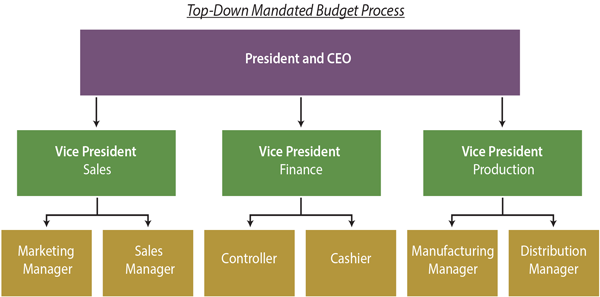 Top-Down Mandated Budget Process
President and CEO
Vice President
Sales
Vice President
Finance
Vice President
Production
Marketing
Manager
Sales
Manager
Controller
Cashier
Manufacturing
Manager
Distribution
Manager